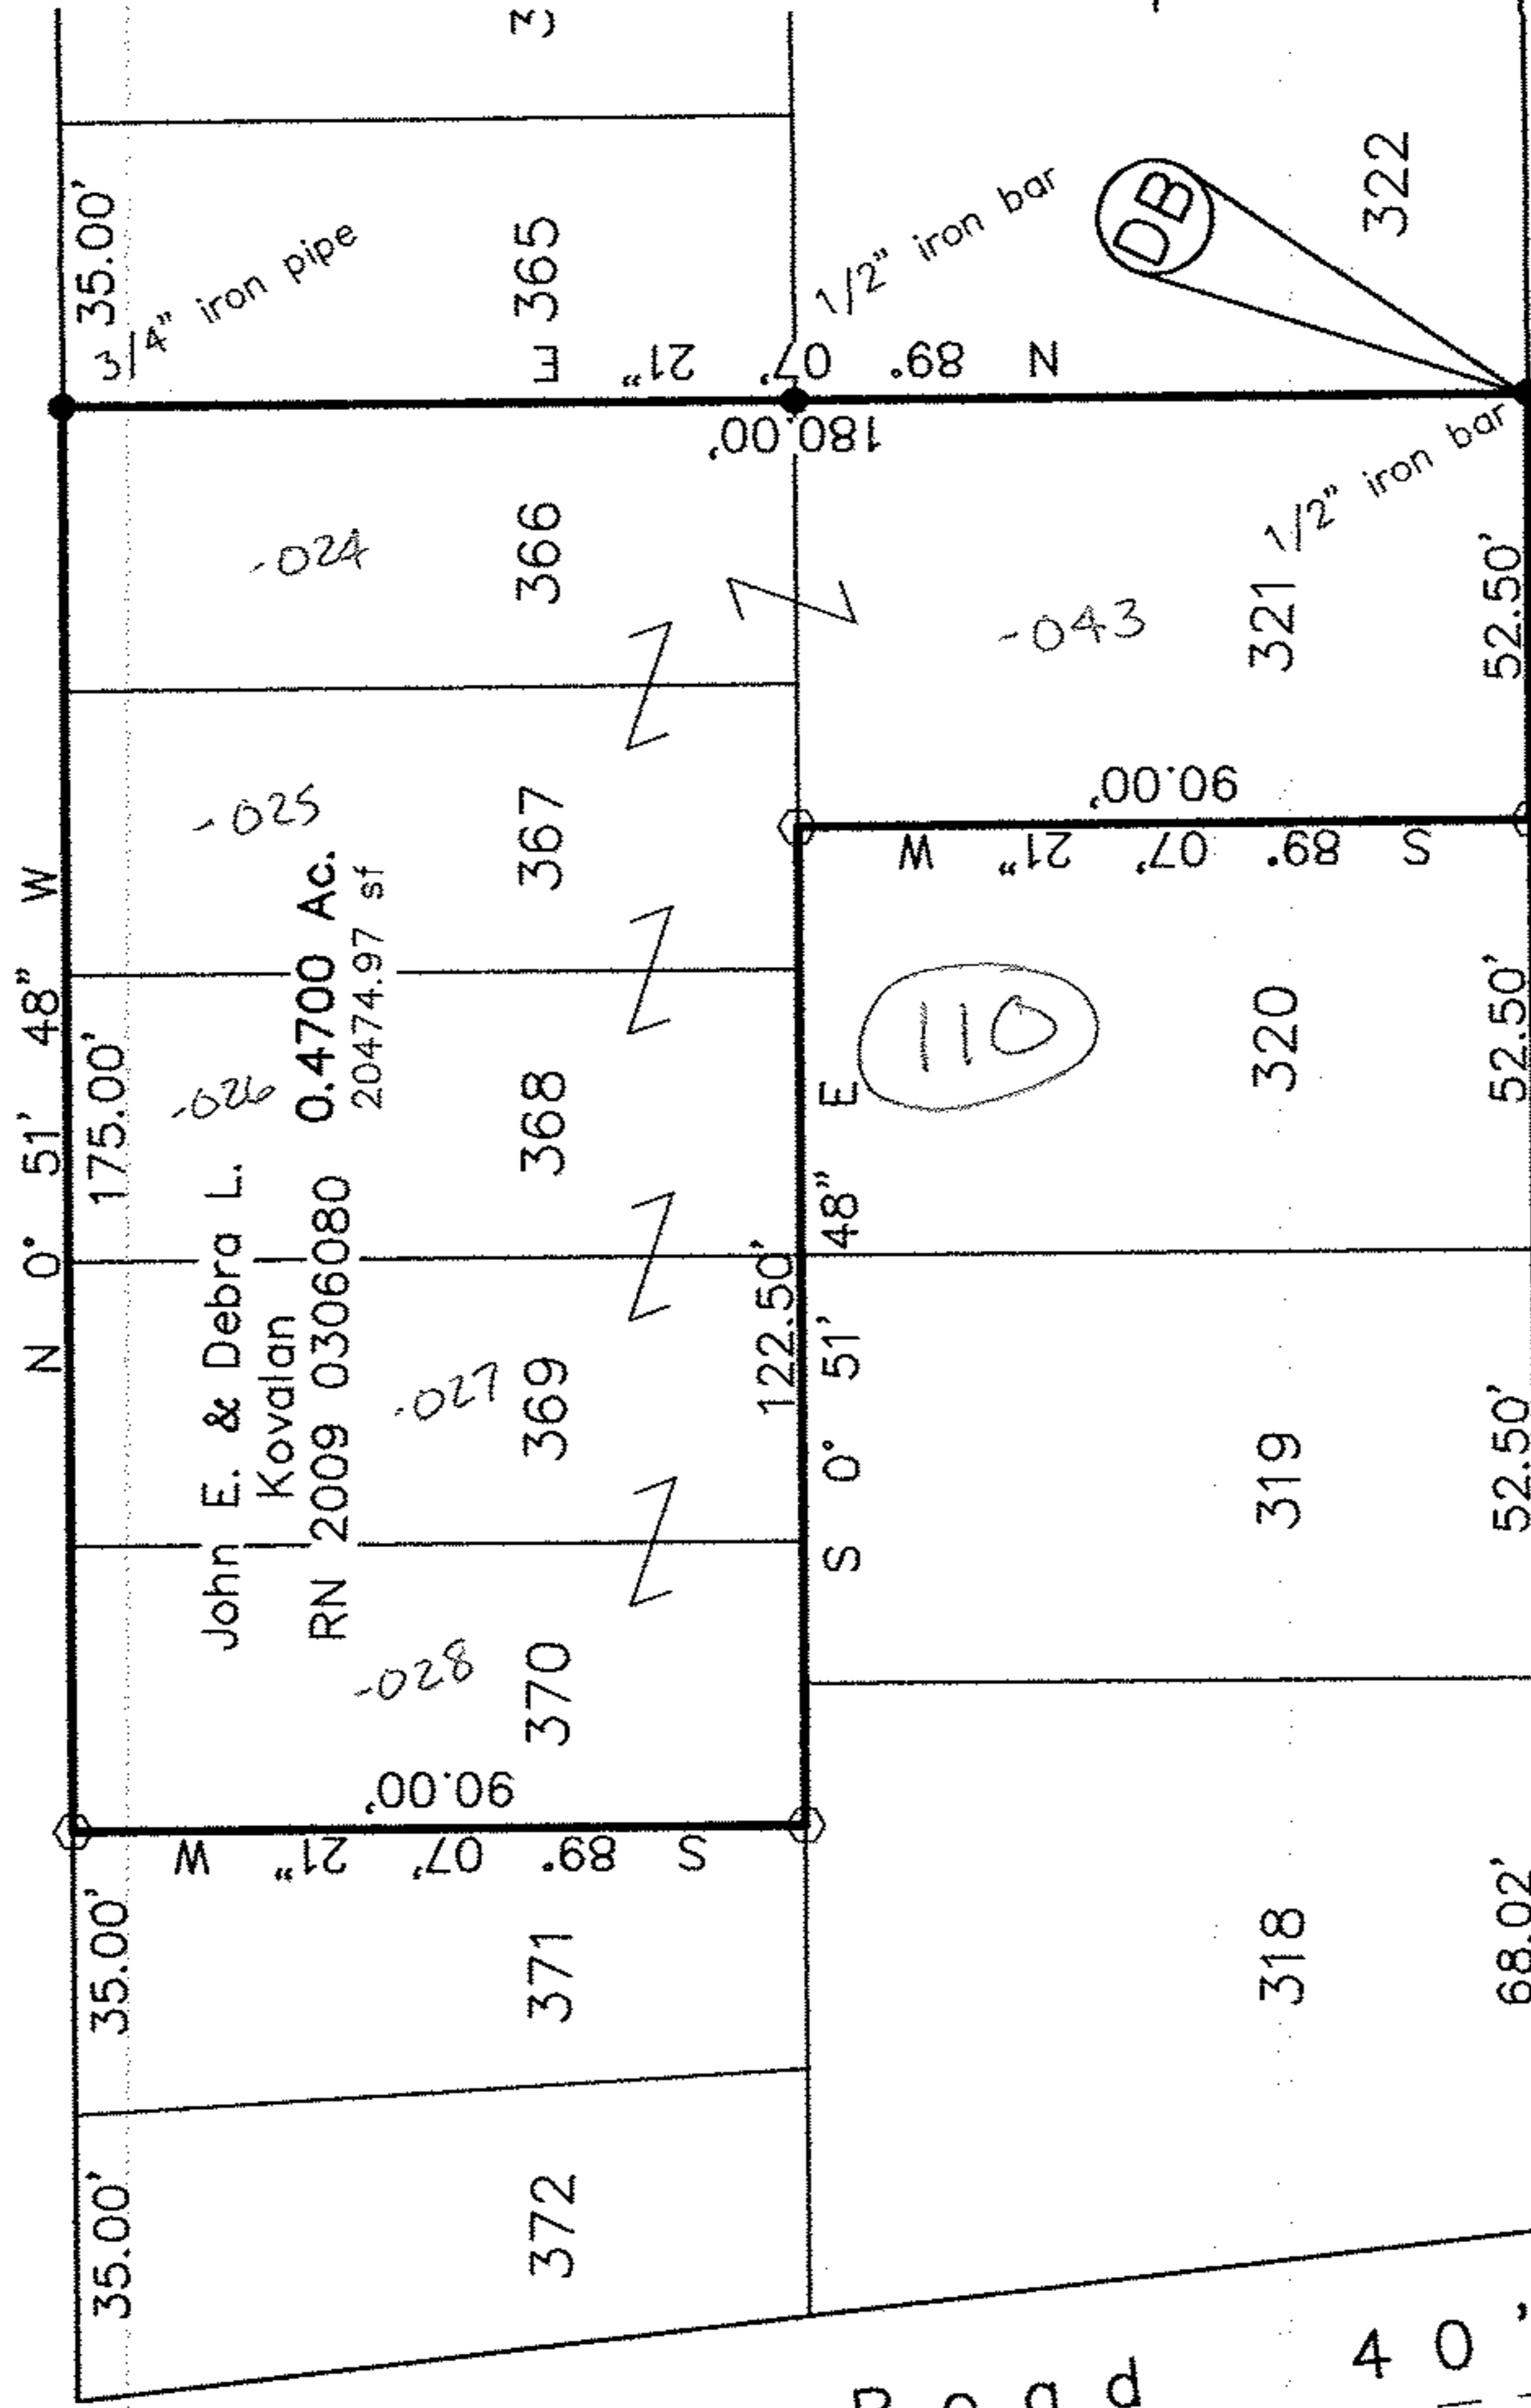 N 0° 51' 48" W
175.00'
35.00'
3/4" iron pipe
35.00'
35.00'
John E. & Debra L.
Kovalan
RN 2009 0306080
0.4700 Ac.
20474.97 sf
-024
-025
-026
-027
-028
372
371
370
369
368
367
366
365
S 89° 07' 21" W
90.00'
N 89° 07' 21" E
180.00'
1/2" iron bar
122.50'
S 0° 51' 48" E
110
S 89° 07' 21" W
90.00'
-043
DB
318
319
320
321
322
1/2" iron bar
68.02'
52.50'
52.50'
52.50'
Road 40'